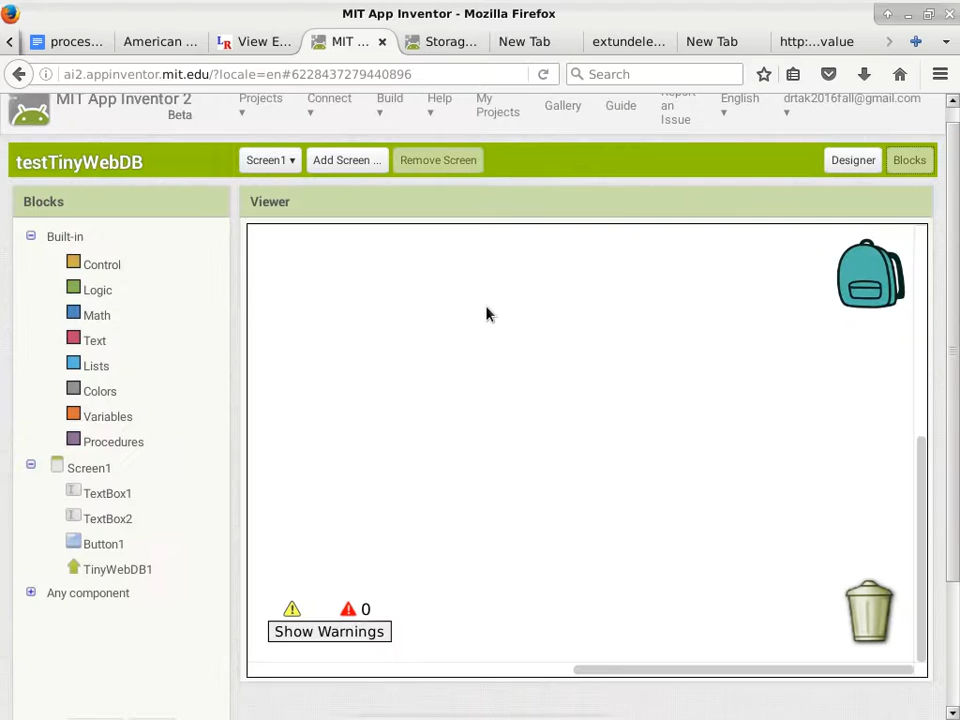 MIT App Inventor - Mozilla Firefox
proces... American ... View E... MIT ... Storag... New Tab extundele... New Tab http:...value
ai2.appinventor.mit.edu/?locale=en#6228437279440896 Search
MIT App Inventor 2
Beta
Projects Connect Build Help My Projects Gallery Guide Report an Issue English drtak2016fall@gmail.com
testTinyWebDB Screen1 Add Screen ... Remove Screen Designer Blocks
Blocks Viewer
Built-in
Control
Logic
Math
Text
Lists
Colors
Variables
Procedures
Screen1
TextBox1
TextBox2
Button1
TinyWebDB1
Any component
0
Show Warnings